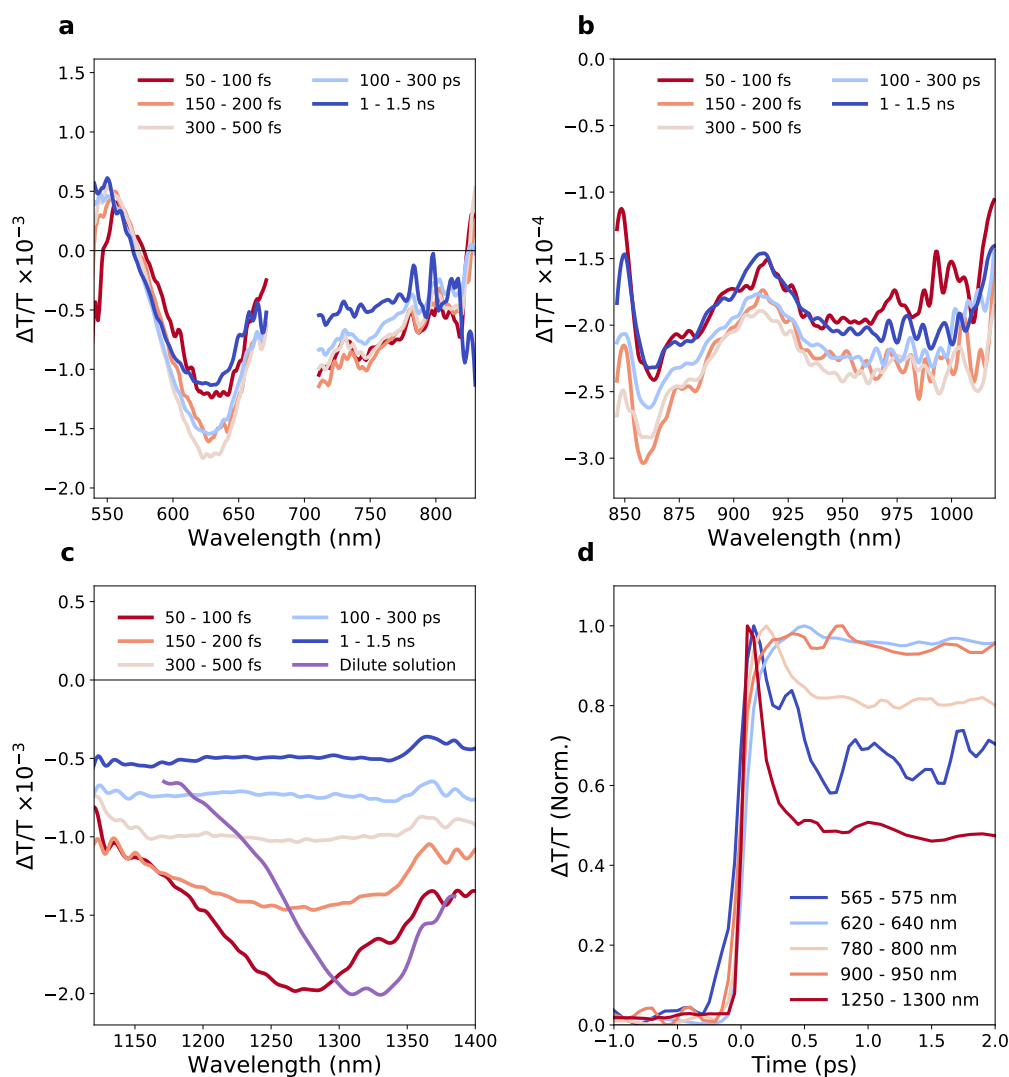 a
1.5
1.0
0.5
0.0
−0.5
−1.0
−1.5
−2.0
ΔT/T ×10⁻³
50 - 100 fs
150 - 200 fs
300 - 500 fs
100 - 300 ps
1 - 1.5 ns
550 600 650 700 750 800
Wavelength (nm)
b
0.0
−0.5
−1.0
−1.5
−2.0
−2.5
−3.0
ΔT/T ×10⁻⁴
50 - 100 fs
150 - 200 fs
300 - 500 fs
100 - 300 ps
1 - 1.5 ns
850 875 900 925 950 975 1000
Wavelength (nm)
c
0.5
0.0
−0.5
−1.0
−1.5
−2.0
ΔT/T ×10⁻³
50 - 100 fs
150 - 200 fs
300 - 500 fs
100 - 300 ps
1 - 1.5 ns
Dilute solution
1150 1200 1250 1300 1350 1400
Wavelength (nm)
d
1.0
0.8
0.6
0.4
0.2
0.0
ΔT/T (Norm.)
565 - 575 nm
620 - 640 nm
780 - 800 nm
900 - 950 nm
1250 - 1300 nm
−1.0 −0.5 0.0 0.5 1.0 1.5 2.0
Time (ps)